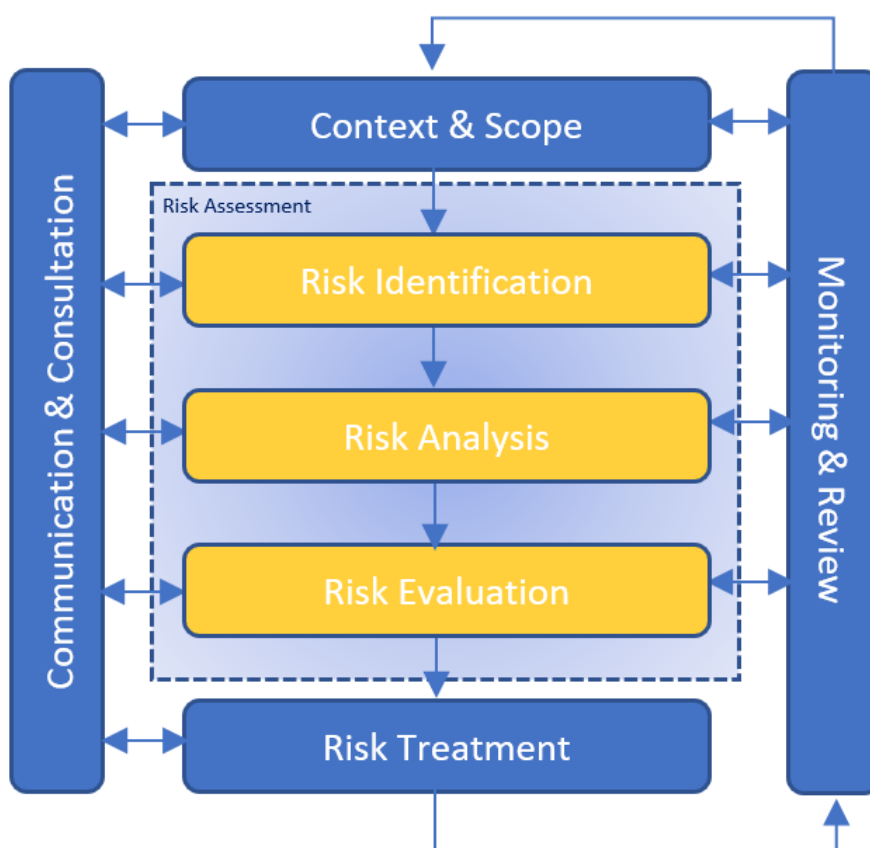 Context & Scope
Risk Assessment
Risk Identification
Risk Analysis
Risk Evaluation
Risk Treatment
Communication & Consultation
Monitoring & Review